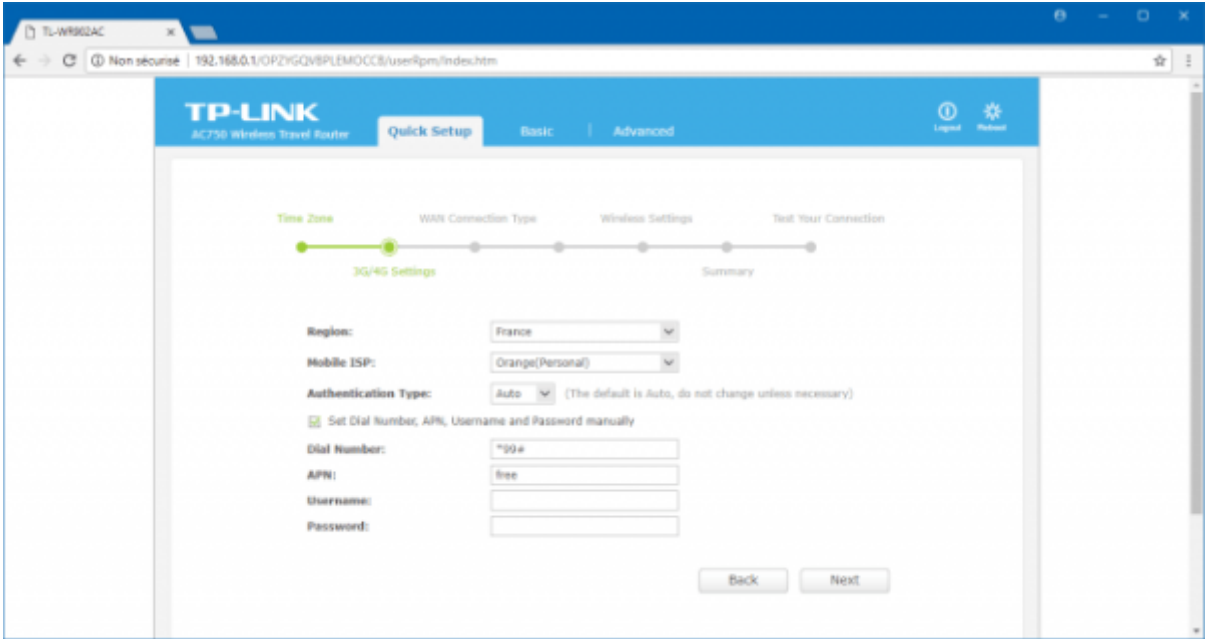 TL-WR902AC
Non sécurisé 192.168.0.1/OPZYGQVBPLEMOCCB/userRpm/Index.htm
TP-LINK
AC750 Wireless Travel Router
Quick Setup Basic | Advanced
Logout Reboot
Time Zone WAN Connection Type Wireless Settings Test Your Connection
3G/4G Settings Summary
Region: France
Mobile ISP: Orange(Personal)
Authentication Type: Auto (The default is Auto, do not change unless necessary)
Set Dial Number, APN, Username and Password manually
Dial Number: *99#
APN: free
Username:
Password:
Back Next